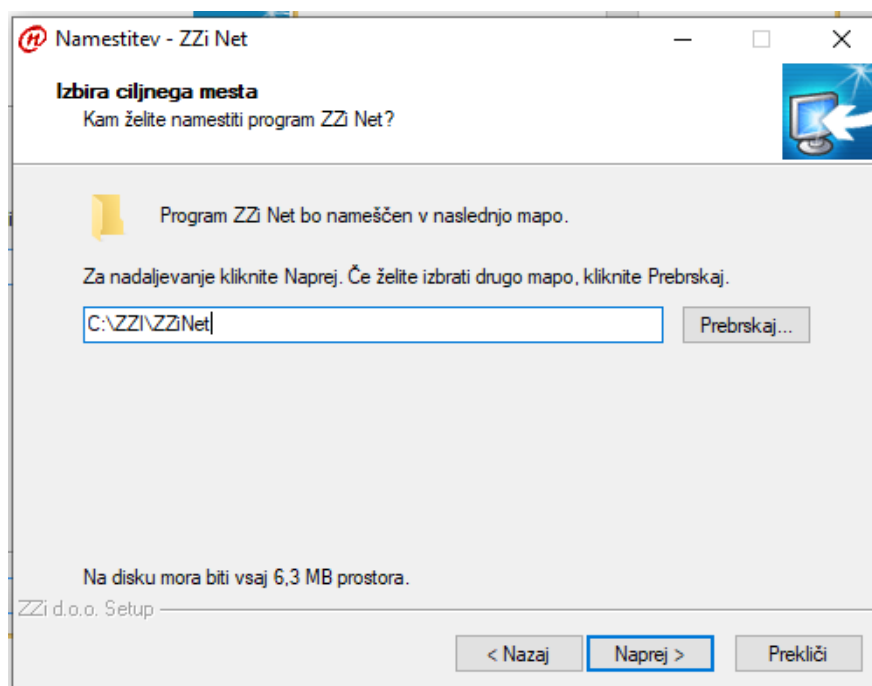 Namestitev - ZZi Net
Izbira ciljnega mesta
Kam želite namestiti program ZZi Net?
Program ZZi Net bo nameščen v naslednjo mapo.
Za nadaljevanje kliknite Naprej. Če želite izbrati drugo mapo, kliknite Prebrskaj.
C:\ZZI\ZZiNet
Prebrskaj...
Na disku mora biti vsaj 6,3 MB prostora.
ZZi d.o.o. Setup
< Nazaj
Naprej >
Prekliči